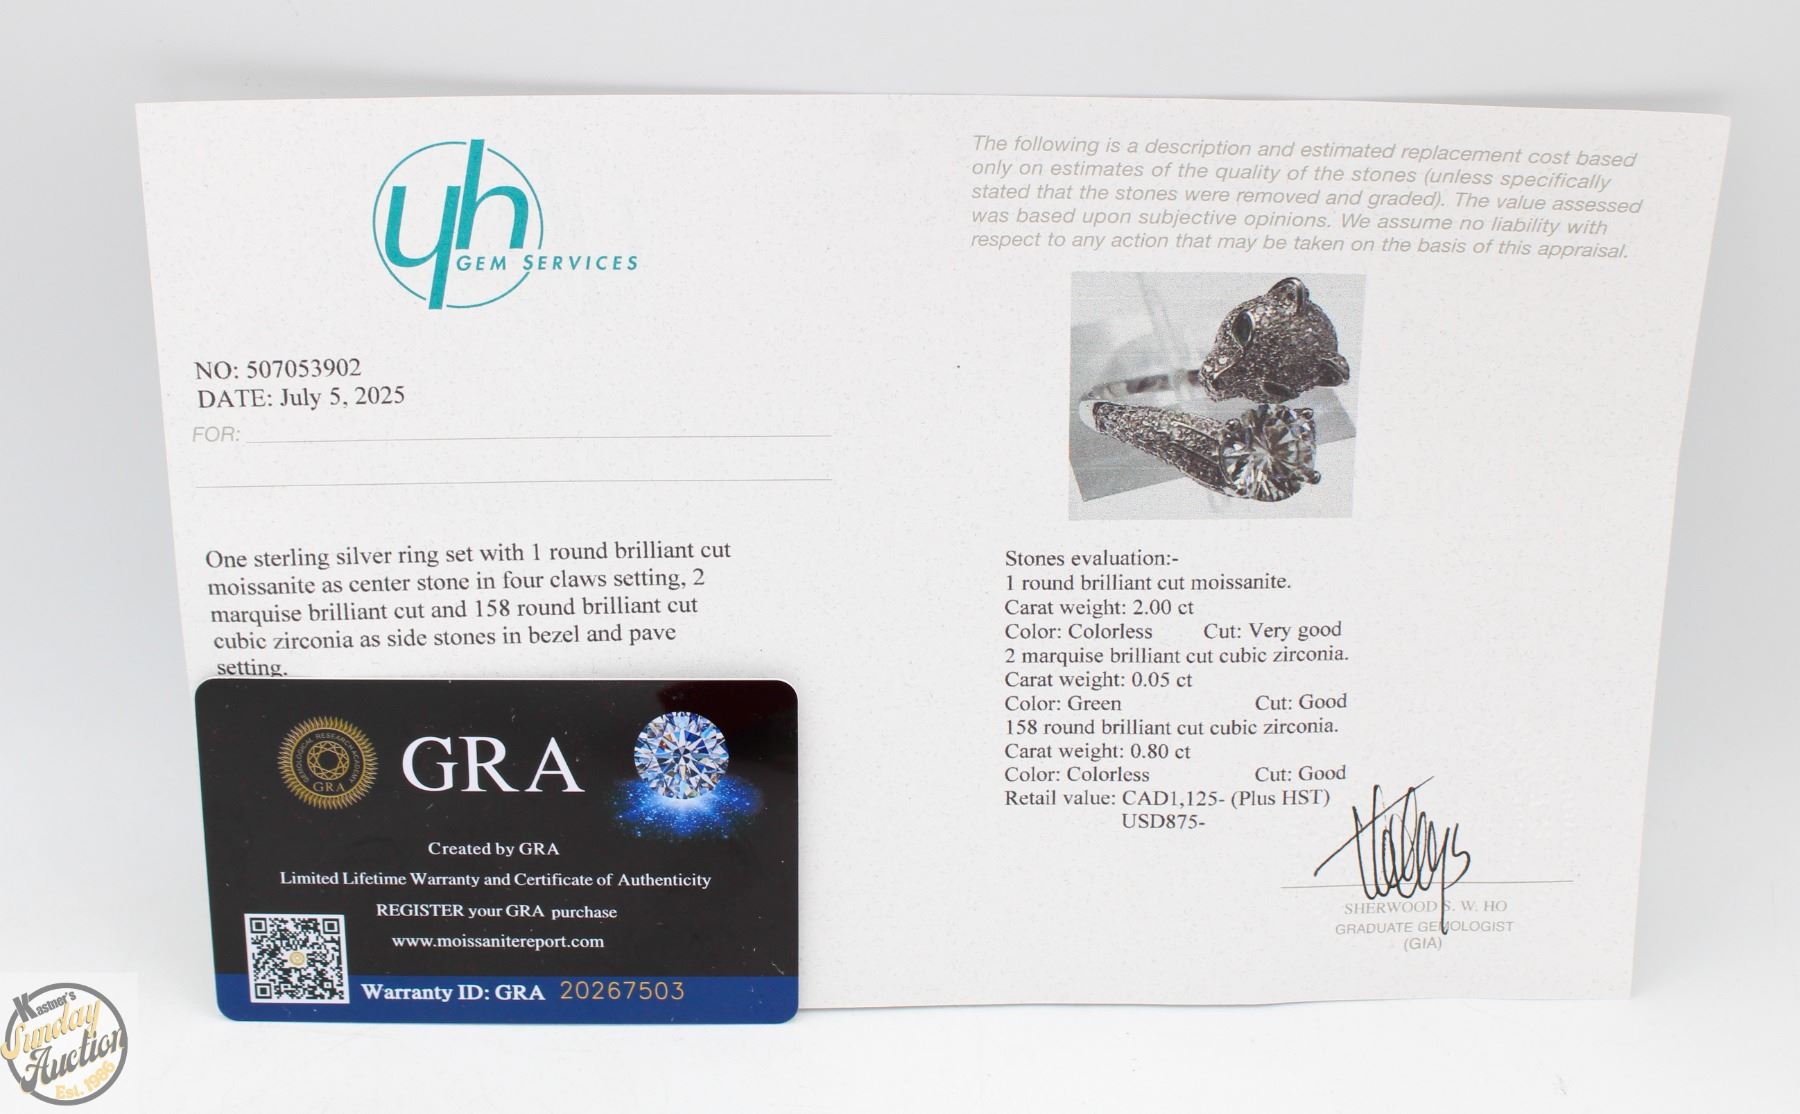 yh
GEM SERVICES
NO: 507053902
DATE: July 5, 2025
FOR:
One sterling silver ring set with 1 round brilliant cut
moissanite as center stone in four claws setting, 2
marquise brilliant cut and 158 round brilliant cut
cubic zirconia as side stones in bezel and pave
setting.
The following is a description and estimated replacement cost based
only on estimates of the quality of the stones (unless specifically
stated that the stones were removed and graded). The value assessed
was based upon subjective opinions. We assume no liability with
respect to any action that may be taken on the basis of this appraisal.
Stones evaluation:-
1 round brilliant cut moissanite.
Carat weight: 2.00 ct
Color: Colorless Cut: Very good
2 marquise brilliant cut cubic zirconia.
Carat weight: 0.05 ct
Color: Green Cut: Good
158 round brilliant cut cubic zirconia.
Carat weight: 0.80 ct
Color: Colorless Cut: Good
Retail value: CAD1,125- (Plus HST)
USD875-
SHERWOOD S. W. HO
GRADUATE GEMOLOGIST
(GIA)
GEMOLOGICAL RESEARCH ACADEMY
GRA
GRA
Created by GRA
Limited Lifetime Warranty and Certificate of Authenticity
REGISTER your GRA purchase
www.moissanitereport.com
Warranty ID: GRA 20267503
Kastner's
Sunday
Auction
Est. 1986